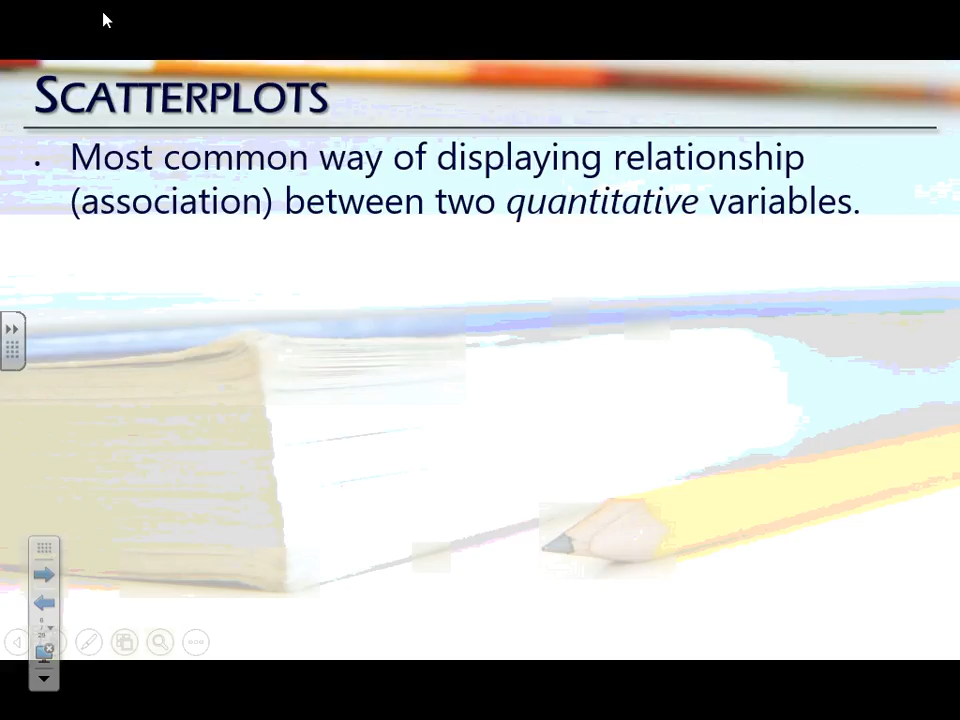 SCATTERPLOTS
• Most common way of displaying relationship
(association) between two quantitative variables.